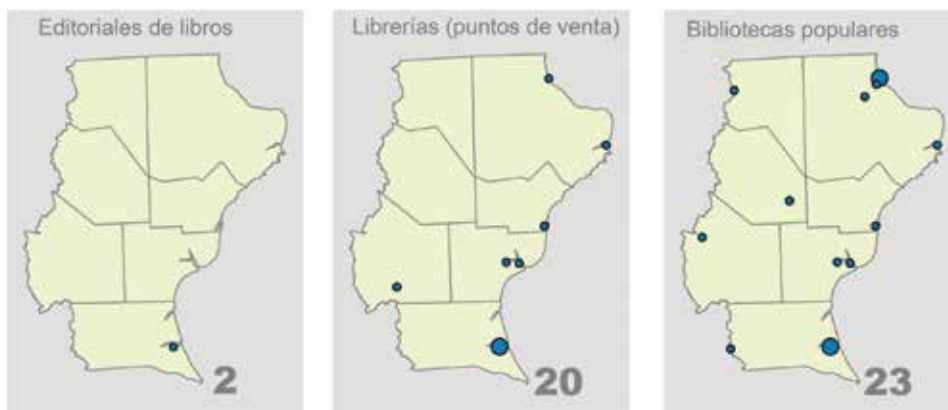 Editoriales de libros
2
Librerías (puntos de venta)
20
Bibliotecas populares
23